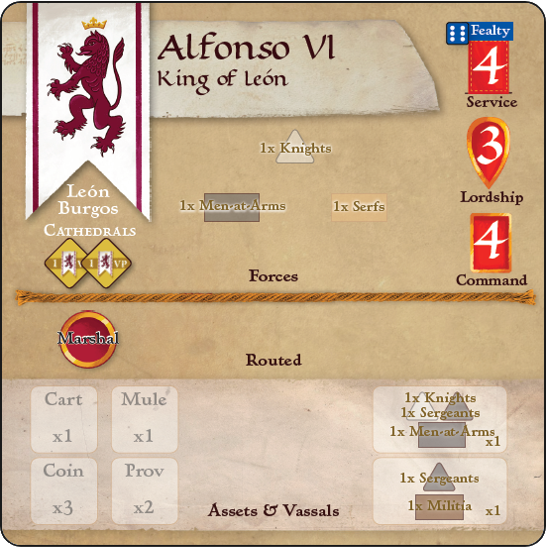 Alfonso VI
King of León
Fealty
4
Service
3
Lordship
4
Command
León
Burgos
Cathedrals
1
1 VP
1x Knights
1x Men-at-Arms
1x Serfs
Forces
Marshal
Routed
Cart
x1
Mule
x1
Coin
x3
Prov
x2
1x Knights
1x Sergeants
1x Men-at-Arms
x1
1x Sergeants
1x Militia
x1
Assets & Vassals